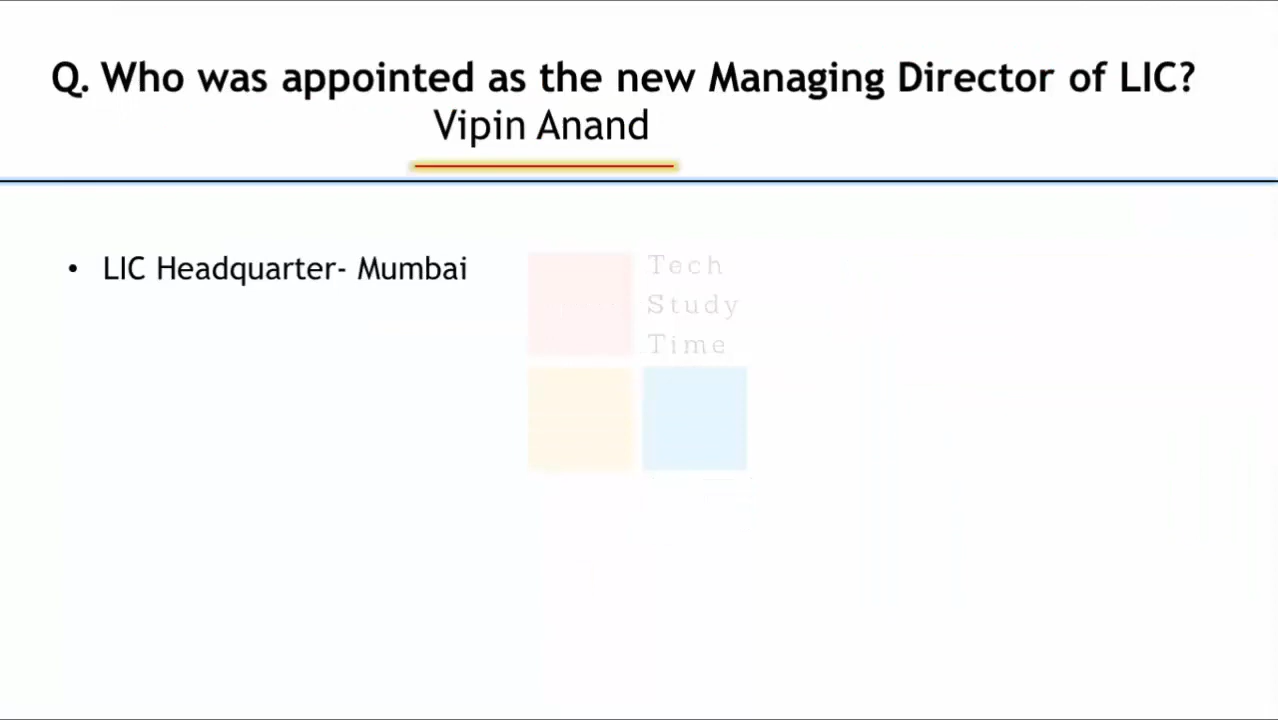 Q. Who was appointed as the new Managing Director of LIC?
Vipin Anand
• LIC Headquarter- Mumbai
Tech
Study
Time